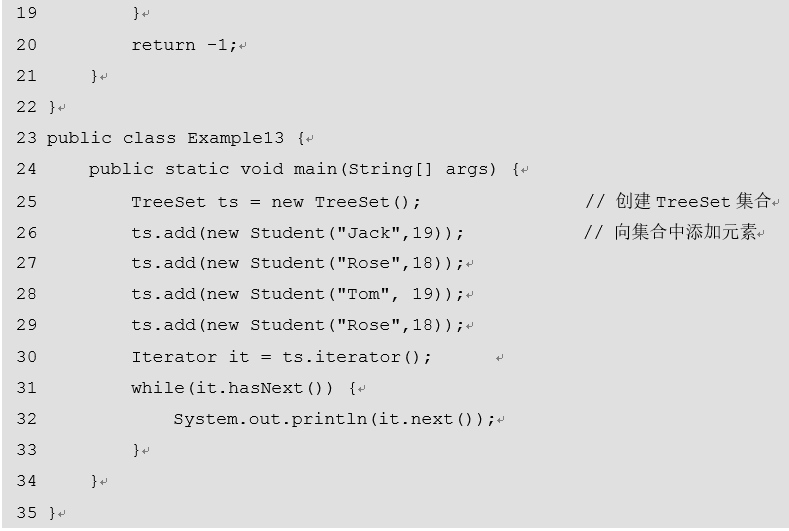 19         }↵
20         return -1;↵
21     }↵
22 }↵
23 public class Example13 {↵
24     public static void main(String[] args) {↵
25         TreeSet ts = new TreeSet();                // 创建 TreeSet 集合↵
26         ts.add(new Student("Jack",19));            // 向集合中添加元素↵
27         ts.add(new Student("Rose",18));↵
28         ts.add(new Student("Tom", 19));↵
29         ts.add(new Student("Rose",18));↵
30         Iterator it = ts.iterator();      ↵
31         while(it.hasNext()) {↵
32             System.out.println(it.next());↵
33         }↵
34     }↵
35 }↵